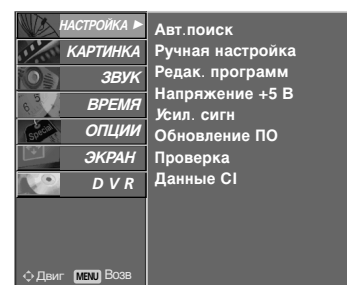 НАСТРОЙКА ►
КАРТИНКА
ЗВУК
ВРЕМЯ
ОПЦИИ
ЭКРАН
D V R
Авт.поиск
Ручная настройка
Редак. программ
Напряжение +5 В
Усил. сигн
Обновление ПО
Проверка
Данные CI
Двиг MENU Возв